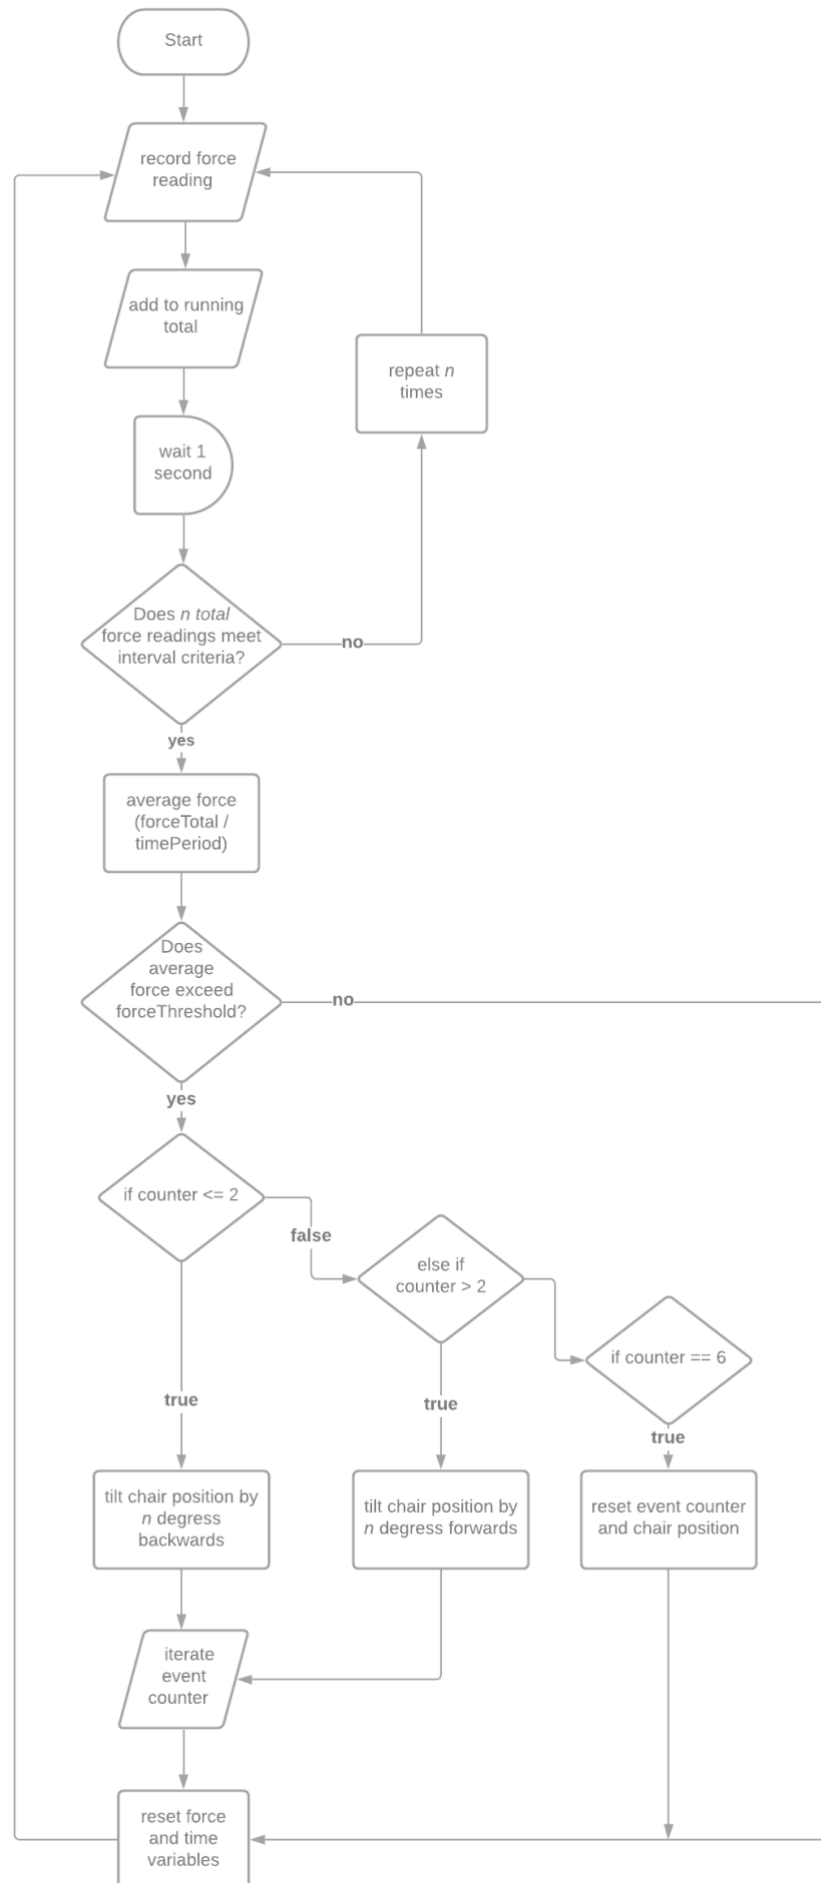 Start
record force
reading
add to running
total
repeat n
times
wait 1
second
Does n total
force readings meet
interval criteria?
no
yes
average force
(forceTotal /
timePeriod)
Does
average
force exceed
forceThreshold?
no
yes
if counter <= 2
false
else if
counter > 2
if counter == 6
true
true
true
tilt chair position by
n degress
backwards
tilt chair position by
n degress forwards
reset event counter
and chair position
iterate
event
counter
reset force
and time
variables